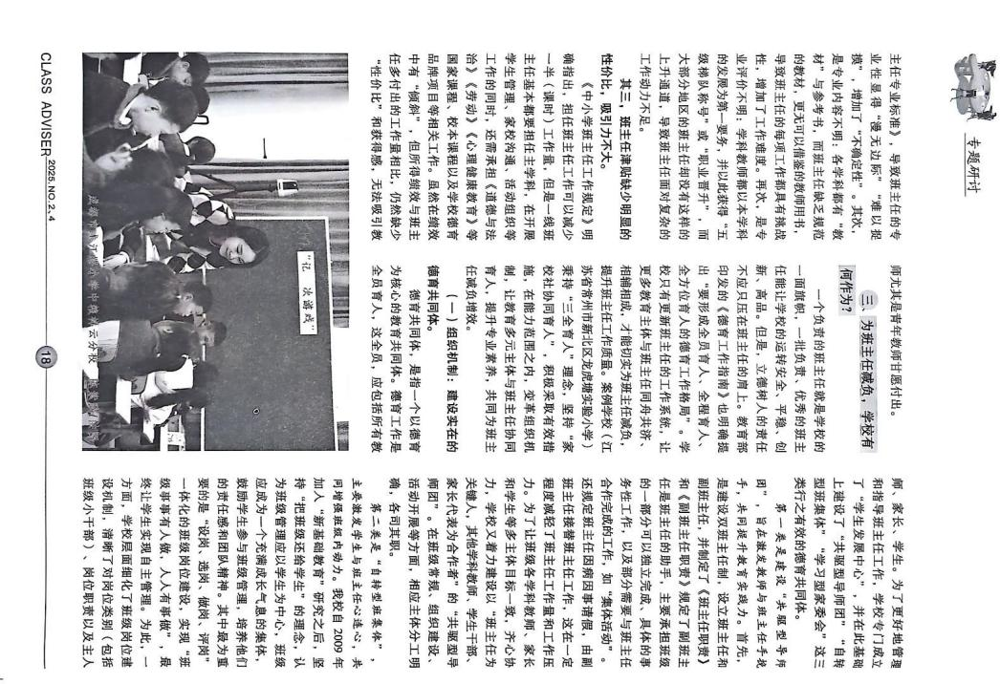 专题研讨
主任专业标准》，导致班主任的专
业性显得“漫无边际”“难以捉
摸”，增加了“不确定性”。其次，
是专业内容不明：各学科都有“教
材”与参考书，而班主任缺乏规范
的教材，更无可以借鉴的教师用书，
导致班主任的每项工作都具有挑战
性，增加了工作难度。再次，是专
业评价不明：学科教师都以本学科
的发展为第一要务，并以此获得“五
级梯队称号”或“职业晋升”，而
大部分地区的班主任却没有这样的
上升通道，导致班主任面对复杂的
工作动力不足。
其三，班主任津贴缺少明显的
性价比，吸引力不大。
《中小学班主任工作规定》明
确指出，担任班主任工作可以减少
一半（课时）工作量，但是一线班
主任基本都要担任主学科，在开展
学生管理、家校沟通、活动组织等
工作的同时，还需承担《道德与法
治》《劳动》《心理健康教育》等
国家课程、校本课程以及学校德育
品牌项目等相关工作。虽然在绩效
中有“倾斜”，但所得绩效与班主
任多付出的工作量相比，仍然缺少
“性价比”和获得感，无法吸引教
师尤其是青年教师甘愿付出。
三、为班主任减负，学校有
何作为？
一个负责的班主任就是学校的
一面旗帜，一批负责、优秀的班主
任能让学校的运转安全、平稳、创
新、高品。但是，立德树人的责任
不应只压在班主任的肩上。教育部
印发的《德育工作指南》也明确提
出“要形成全员育人、全程育人、
全方位育人的德育工作格局”。学
校只有更新班主任的工作系统，让
更多教育主体与班主任同舟共济、
相辅相成，才能切实为班主任减负，
提升班主任工作质量。案例学校（江
苏省常州市新北区龙虎塘实验小学）
秉持“三全育人”理念，坚持“家
校社协同育人”，积极采取有效措
施，在能力范围之内，变革组织机
制，让教育多元主体与班主任协同
育人，提升专业素养，共同为班主
任减负增效。
（一）组织机制：建设实在的
德育共同体。
德育共同体，是指一个以德育
为核心的教育共同体。德育工作是
全员育人，这全员，应包括所有教
师、家长、学生。为了更好地管理
和指导班主任工作，学校专门成立
了“学生发展中心”，并在此基础
上建设了“共驱型导师团”“自转
型班集体”“学习型家委会”这三
类行之有效的德育共同体。
第一类是建设“共驱型导师
团”，旨在激发教师与班主任手挽
手，共同提升教育实践力。首先，
是建设双班主任制，设立班主任和
副班主任，并制定了《班主任职责》
和《副班主任职责》规定了副班主
任是班主任的助手，主要承担班级
的一部分可以独立完成、具体的事
务性工作，以及部分需要与班主任
合作完成的工作，如“集体活动”。
还规定班主任因病因事请假，由副
班主任接替班主任工作。这在一定
程度减轻了班主任工作量和工作压
力。为了让班级各学科教师、家长
和学生等多主体目标一致，齐心协
力，学校又着力建设以“班主任为
关键人，其他学科教师、学生干部、
家长代表为合作者”的“共驱型导
师团”。在班级常规、组织建设、
活动开展等方面，相应主体分工明
确，各司其职。
第二类是“自转型班集体”，
主要激发学生与班主任心连心，共
同增强班级内动力。我校自 2009 年
加入“新基础教育”研究之后，坚
持“把班级还给学生”的理念，认
为班级管理应以学生为中心，班级
应成为一个充满成长气息的集体，
鼓励学生参与班级管理，培养他们
的责任感和团队精神。其中最为重
要的是“设岗、选岗、做岗、评岗”
一体化的班级岗位建设，实现“班
级事事有人做，人人有事做”，最
终让学生实现自主管理。为此，一
方面，学校层面细化了班级岗位建
设机制，清晰了对岗位类别（包括
班级小干部）、岗位职责以及主人
次游戏”
CLASS ADVISER 2025.NO.2.4
18